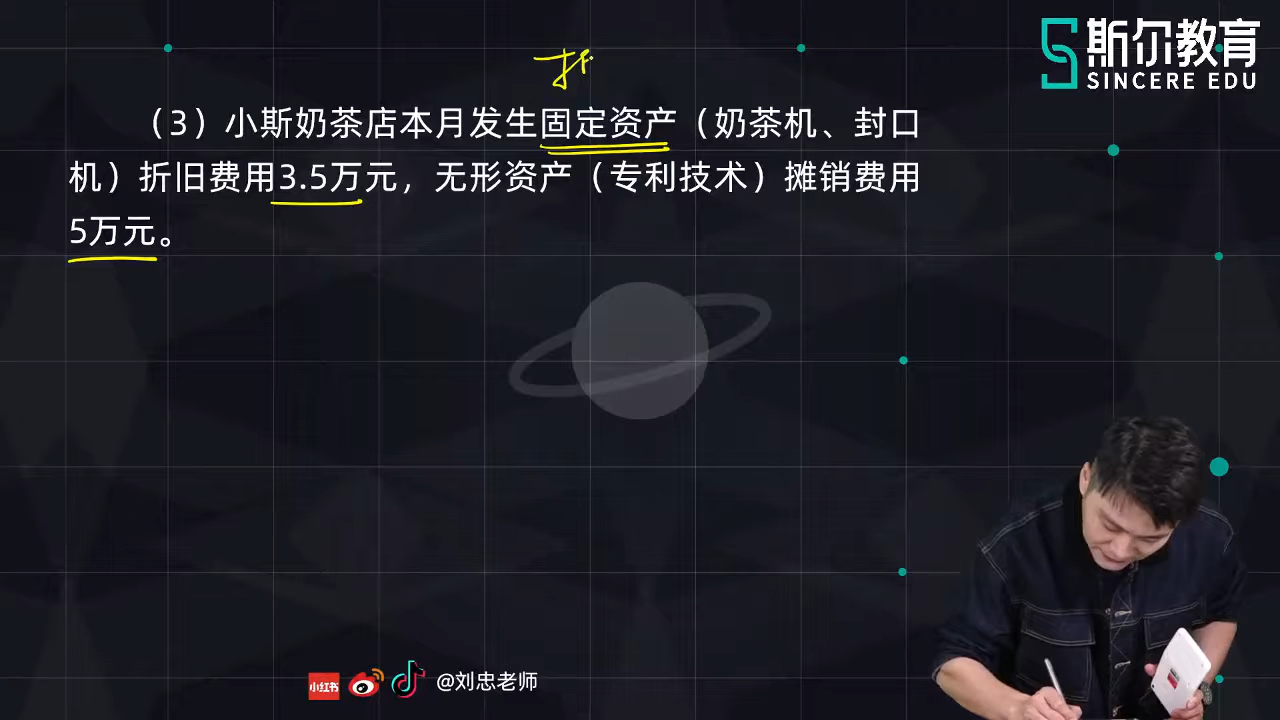 斯尔教育
SINCERE EDU
(3)小斯奶茶店本月发生固定资产(奶茶机、封口
机)折旧费用3.5万元,无形资产(专利技术)摊销费用
5万元。
小红书
@刘忠老师